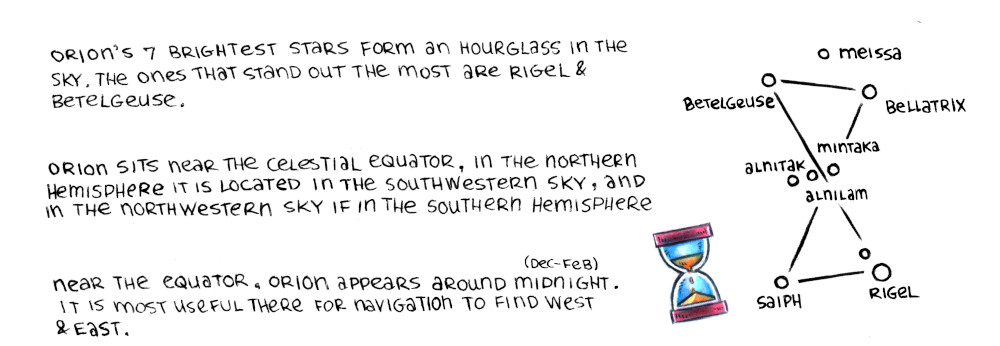 ORION'S 7 BRIGHTEST STARS FORM AN HOURGLASS IN THE
SKY. THE ONES THAT STAND OUT THE MOST ARE RIGEL &
BETELGEUSE.
ORION SITS NEAR THE CELESTIAL EQUATOR, IN THE NORTHERN
HEMISPHERE IT IS LOCATED IN THE SOUTHWESTERN SKY, AND
IN THE NORTHWESTERN SKY IF IN THE SOUTHERN HEMISPHERE
(DEC-FEB)
NEAR THE EQUATOR, ORION APPEARS AROUND MIDNIGHT.
IT IS MOST USEFUL THERE FOR NAVIGATION TO FIND WEST
& EAST.
MEISSA
BETELGEUSE
BELLATRIX
MINTAKA
ALNITAK
ALNILAM
SAIPH
RIGEL